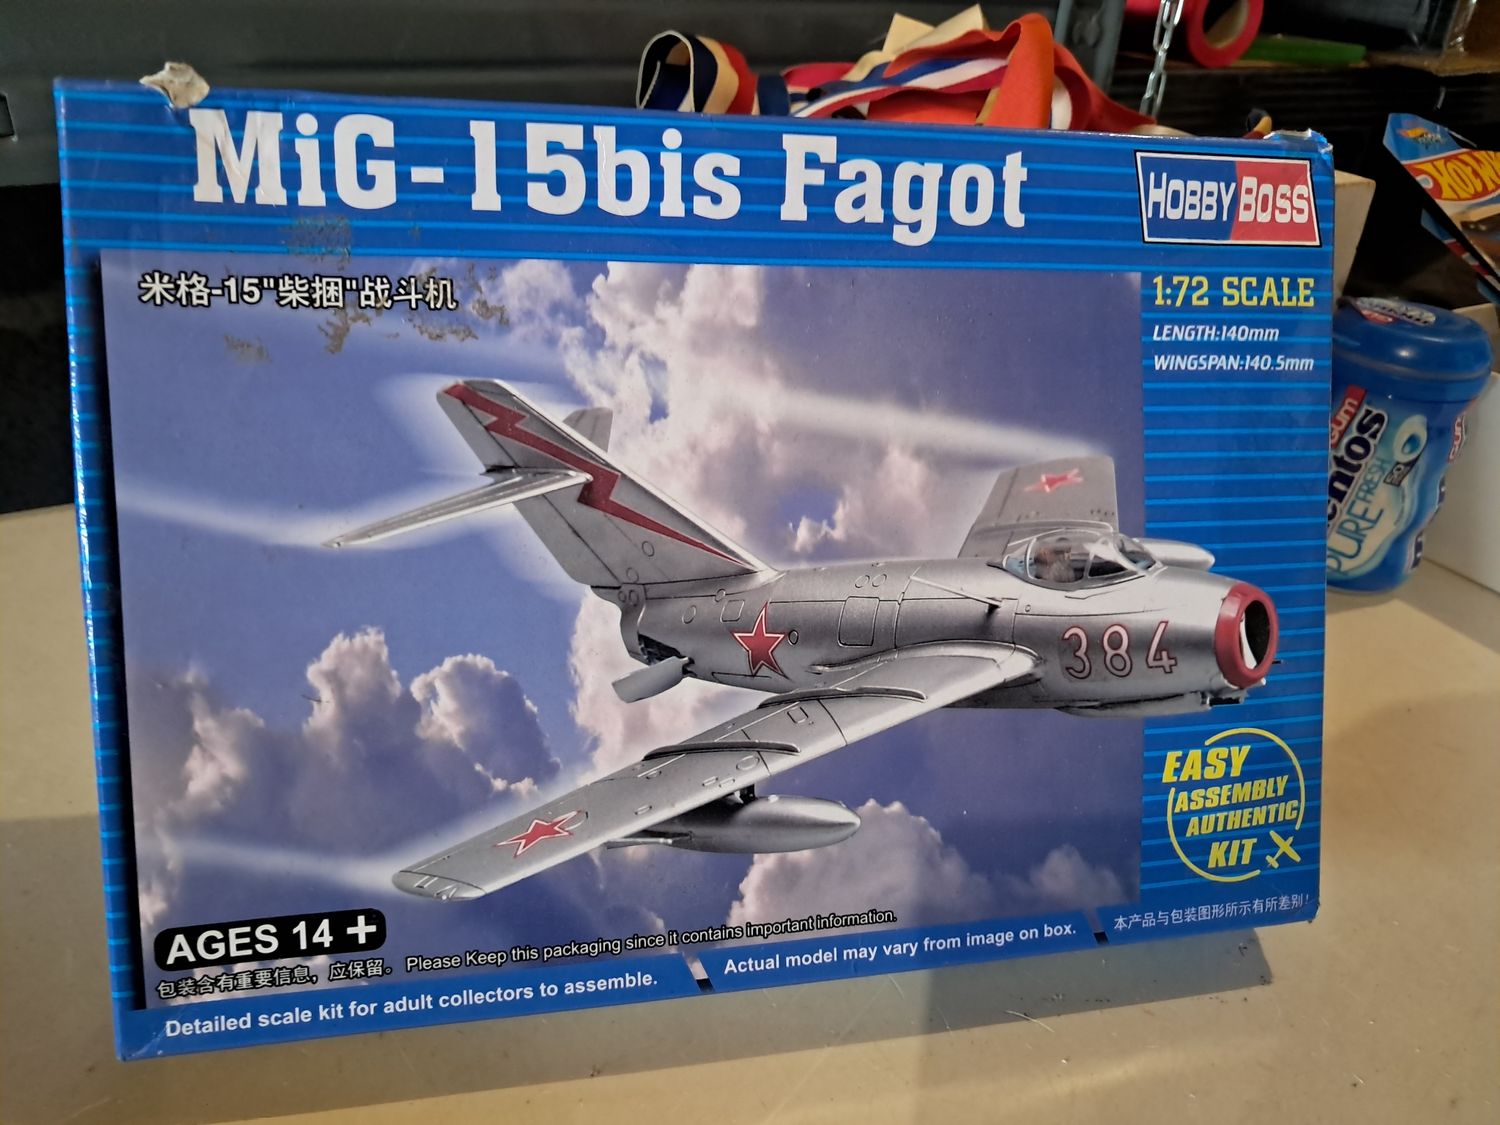 MiG-15bis Fagot
HOBBY BOSS
米格-15"柴捆"战斗机
1:72 SCALE
LENGTH:140mm
WINGSPAN:140.5mm
384
EASY
ASSEMBLY
AUTHENTIC
KIT
AGES 14 +
包装含有重要信息，应保留。 Please Keep this packaging since it contains important information.
Detailed scale kit for adult collectors to assemble.
Actual model may vary from image on box.
本产品与包装图形所示有所差别!
gum
entos
PUREFRESH
HOT